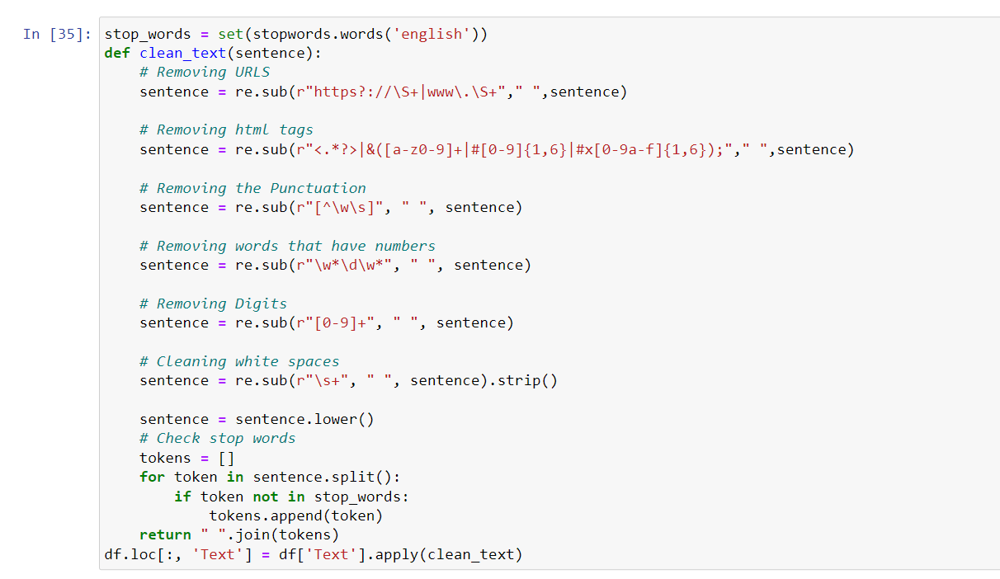 In [35]: stop_words = set(stopwords.words('english'))
def clean_text(sentence):
    # Removing URLS
    sentence = re.sub(r"https?://\S+|www\.\S+"," ",sentence)

    # Removing html tags
    sentence = re.sub(r"<.*?>|&([a-z0-9]+|#[0-9]{1,6}|#x[0-9a-f]{1,6});"," ",sentence)

    # Removing the Punctuation
    sentence = re.sub(r"[^\w\s]", " ", sentence)

    # Removing words that have numbers
    sentence = re.sub(r"\w*\d\w*", " ", sentence)

    # Removing Digits
    sentence = re.sub(r"[0-9]+", " ", sentence)

    # Cleaning white spaces
    sentence = re.sub(r"\s+", " ", sentence).strip()

    sentence = sentence.lower()
    # Check stop words
    tokens = []
    for token in sentence.split():
        if token not in stop_words:
            tokens.append(token)
    return " ".join(tokens)
df.loc[:, 'Text'] = df['Text'].apply(clean_text)